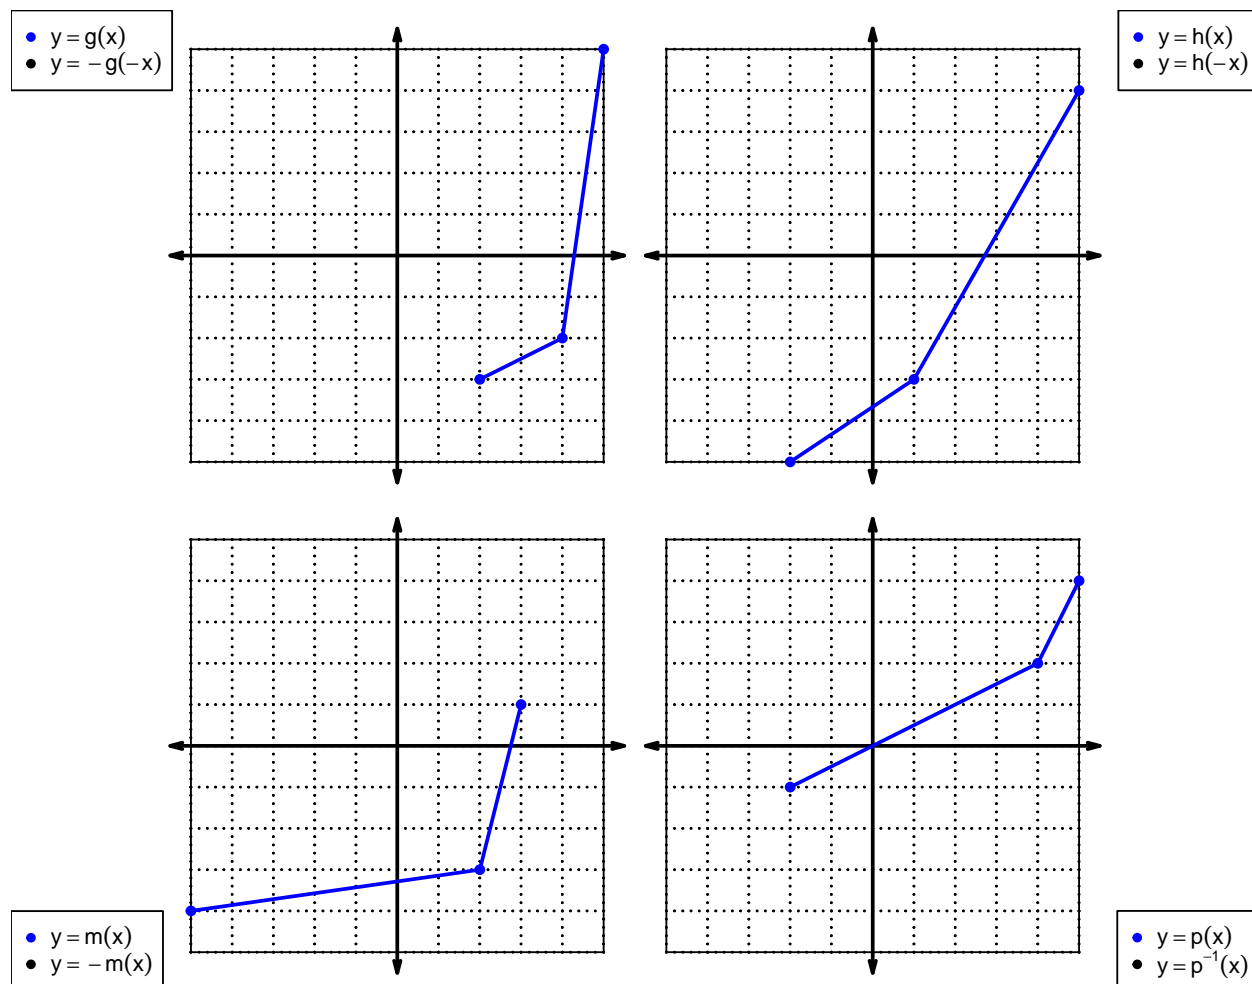 y = g(x)
y = −g(−x)
y = h(x)
y = h(−x)
y = m(x)
y = −m(x)
y = p(x)
y = p⁻¹(x)